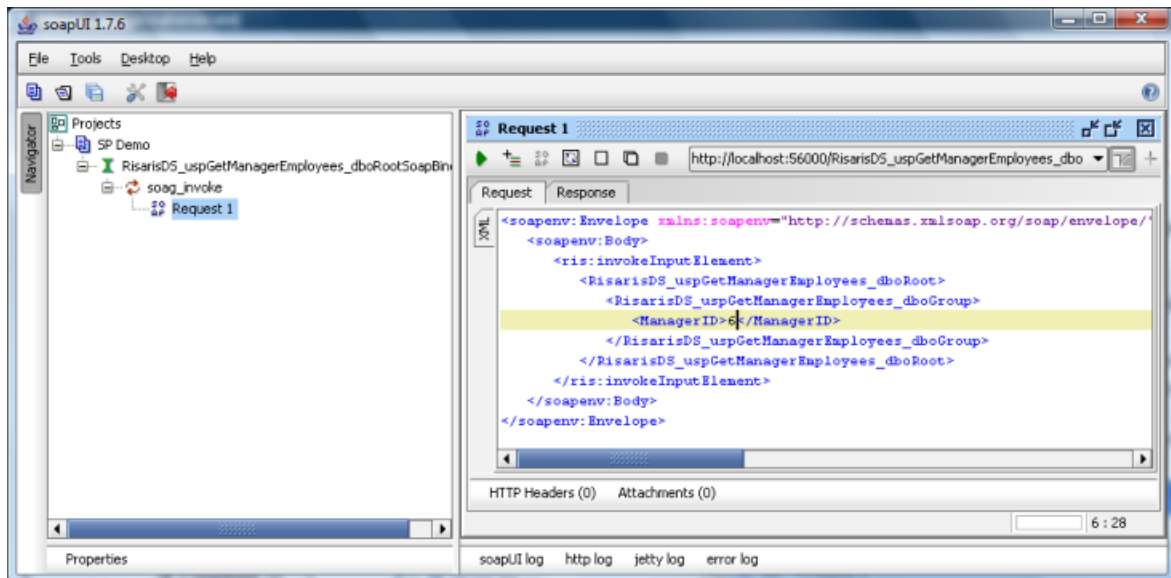 soapUI 1.7.6
File Tools Desktop Help
Navigator
Projects
SP Demo
RisarisDS_uspGetManagerEmployees_dboRootSoapBin
soag_invoke
Request 1
Properties
Request 1
http://localhost:56000/RisarisDS_uspGetManagerEmployees_dbo
Request Response
XML
<soapenv:Envelope xmlns:soapenv="http://schemas.xmlsoap.org/soap/envelope/"
<soapenv:Body>
<ris:invokeInputElement>
<RisarisDS_uspGetManagerEmployees_dboRoot>
<RisarisDS_uspGetManagerEmployees_dboGroup>
<ManagerID>6</ManagerID>
</RisarisDS_uspGetManagerEmployees_dboGroup>
</RisarisDS_uspGetManagerEmployees_dboRoot>
</ris:invokeInputElement>
</soapenv:Body>
</soapenv:Envelope>
HTTP Headers (0) Attachments (0)
6 : 28
soapUI log http log jetty log error log